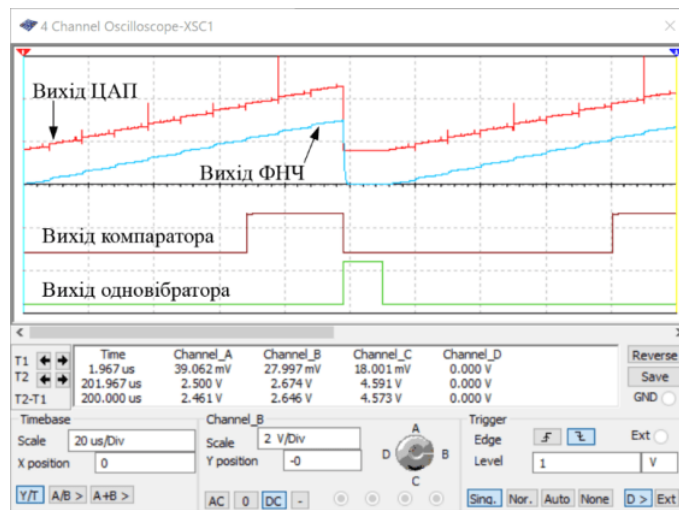 4 Channel Oscilloscope-XSC1
Вихід ЦАП
Вихід ФНЧ
Вихід компаратора
Вихід одновібратора
Time Channel_A Channel_B Channel_C Channel_D
T1 1.967 us 39.062 mV 27.997 mV 18.001 mV 0.000 V
T2 201.967 us 2.500 V 2.674 V 4.591 V 0.000 V
T2-T1 200.000 us 2.461 V 2.646 V 4.573 V 0.000 V
Reverse
Save
GND
Timebase
Scale 20 us/Div
X position 0
Y/T A/B > A+B >
Channel_B
Scale 2 V/Div
Y position -0
AC 0 DC -
A
D B
C
Trigger
Edge Ext
Level 1 V
Sing. Nor. Auto None D > Ext